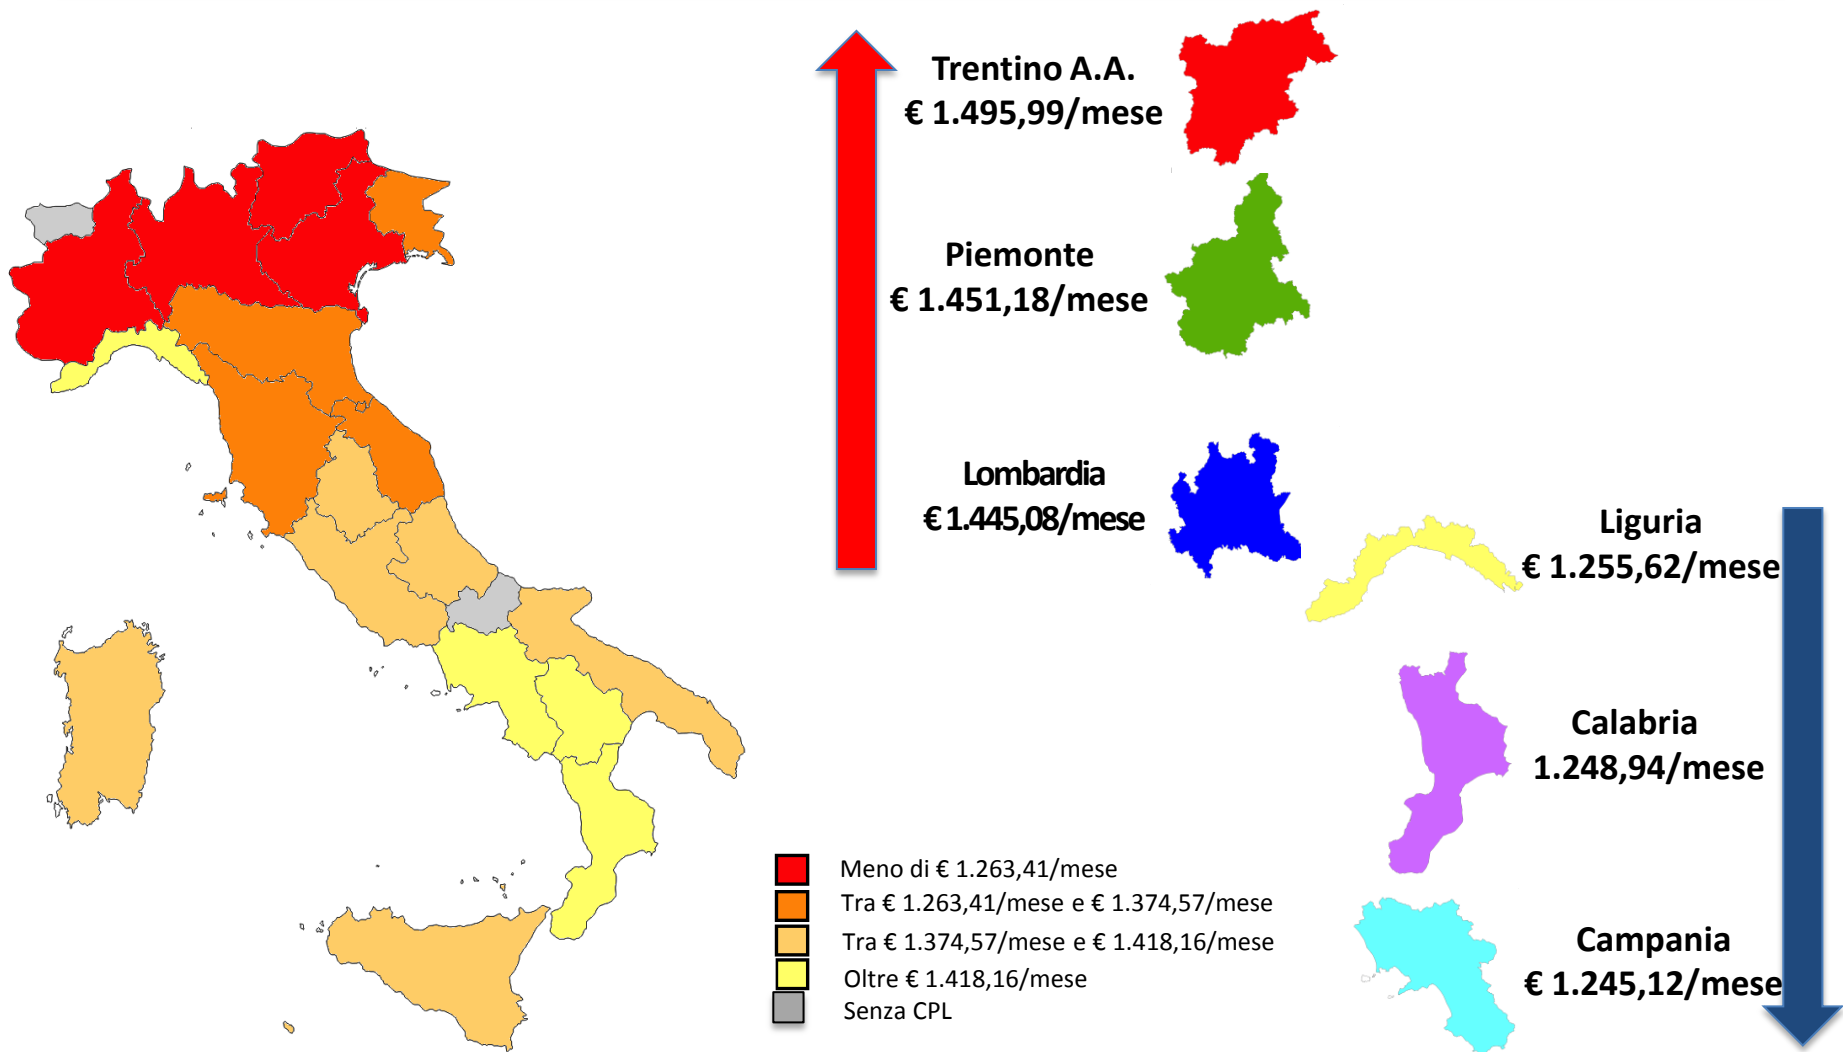 Trentino A.A.
€ 1.495,99/mese
Piemonte
€ 1.451,18/mese
Lombardia
€ 1.445,08/mese
Liguria
€ 1.255,62/mese
Calabria
1.248,94/mese
Campania
€ 1.245,12/mese
Meno di € 1.263,41/mese
Tra € 1.263,41/mese e € 1.374,57/mese
Tra € 1.374,57/mese e € 1.418,16/mese
Oltre € 1.418,16/mese
Senza CPL